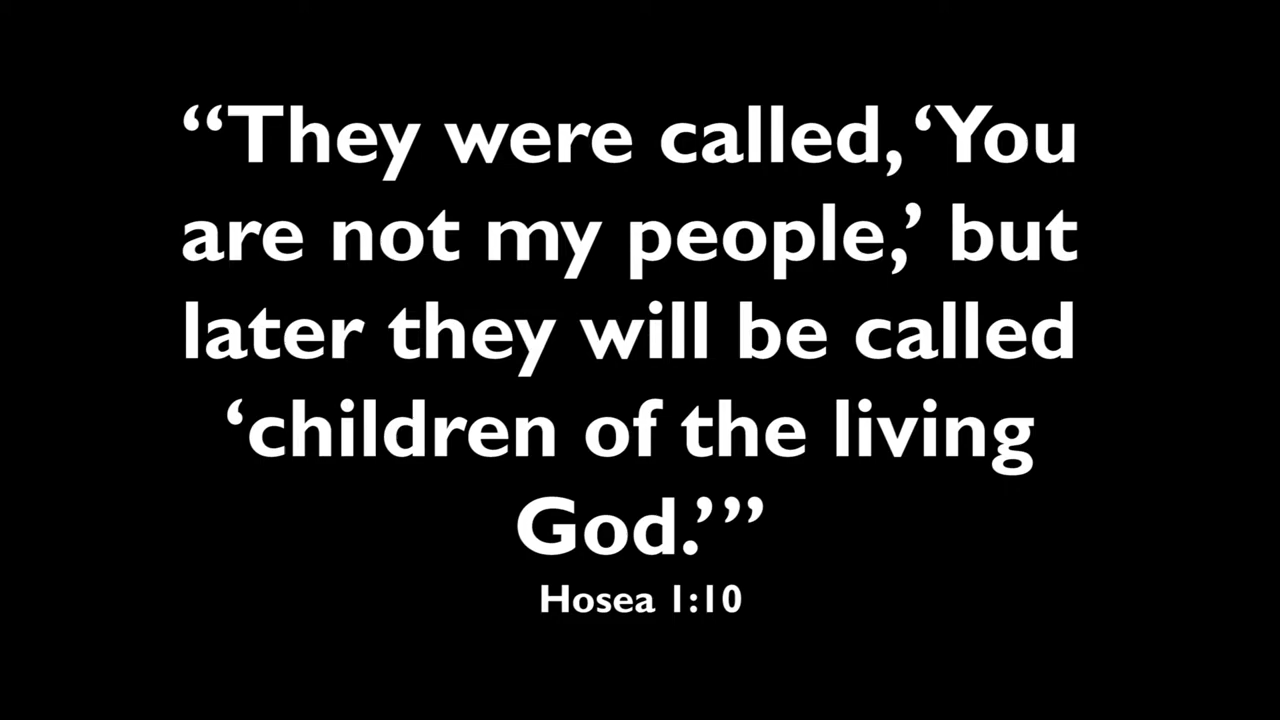 “They were called, ‘You
are not my people,’ but
later they will be called
‘children of the living
God.’”
Hosea 1:10